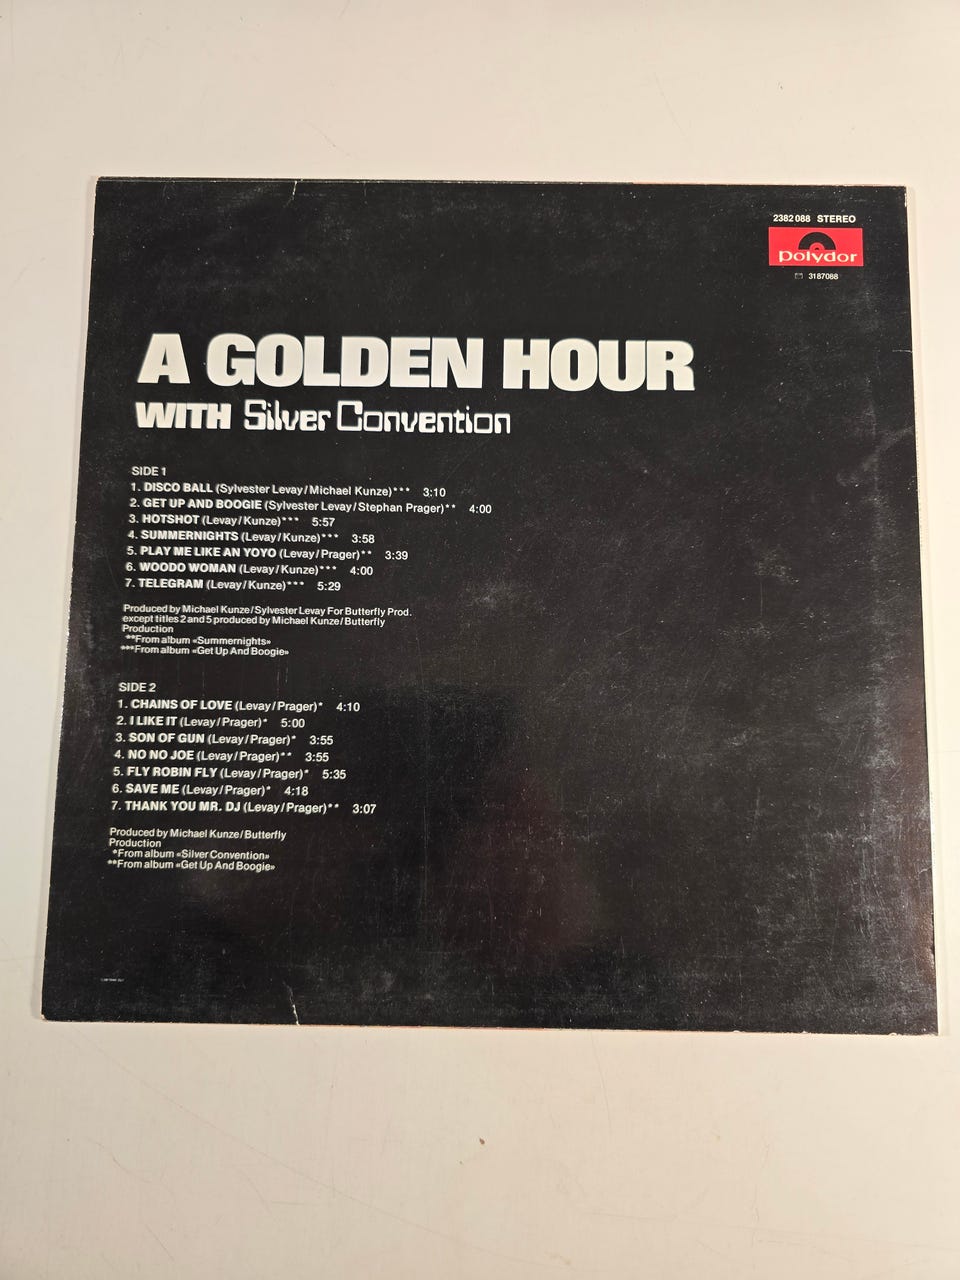 2382 088 STEREO
polydor
3187088
A GOLDEN HOUR
WITH Silver Convention
SIDE 1
1. DISCO BALL (Sylvester Levay/Michael Kunze)*** 3:10
2. GET UP AND BOOGIE (Sylvester Levay/Stephan Prager)** 4:00
3. HOTSHOT (Levay/Kunze)*** 5:57
4. SUMMERNIGHTS (Levay/Kunze)*** 3:58
5. PLAY ME LIKE AN YOYO (Levay/Prager)** 3:39
6. WOODO WOMAN (Levay/Kunze)*** 4:00
7. TELEGRAM (Levay/Kunze)*** 5:29
Produced by Michael Kunze/Sylvester Levay For Butterfly Prod.
except titles 2 and 5 produced by Michael Kunze/Butterfly
Production
**From album «Summernights»
***From album «Get Up And Boogie»
SIDE 2
1. CHAINS OF LOVE (Levay/Prager)* 4:10
2. I LIKE IT (Levay/Prager)* 5:00
3. SON OF GUN (Levay/Prager)* 3:55
4. NO NO JOE (Levay/Prager)** 3:55
5. FLY ROBIN FLY (Levay/Prager)* 5:35
6. SAVE ME (Levay/Prager)* 4:18
7. THANK YOU MR. DJ (Levay/Prager)** 3:07
Produced by Michael Kunze/Butterfly
Production
*From album «Silver Convention»
**From album «Get Up And Boogie»